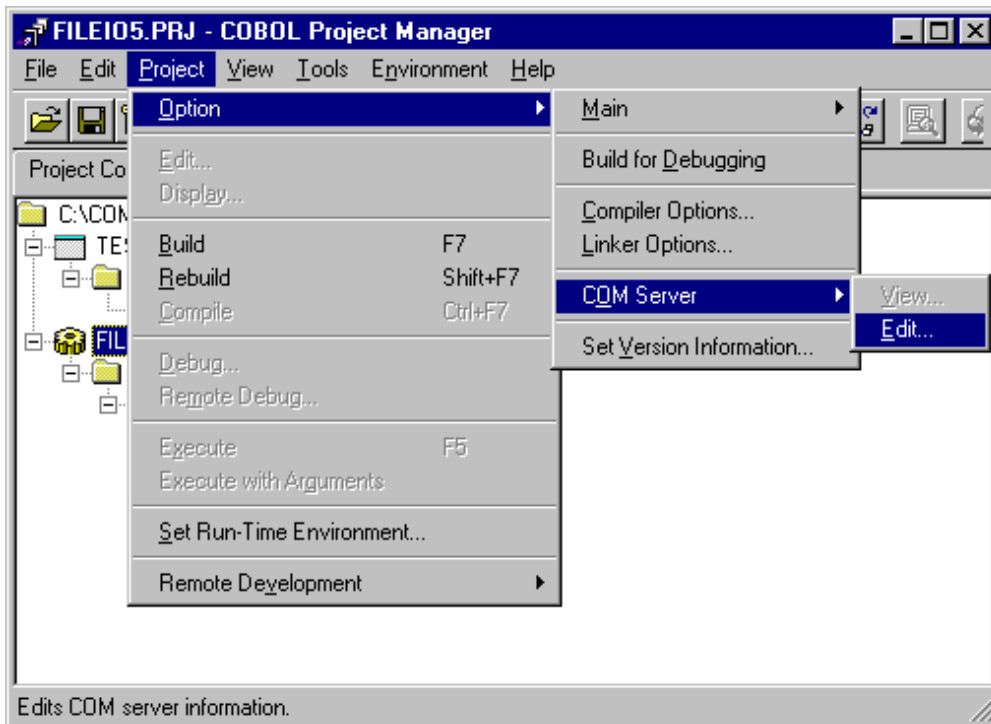 FILEIO5.PRJ - COBOL Project Manager
File Edit Project View Tools Environment Help
Option
Main
Project Co
Edit...
Build for Debugging
Display...
C:\COM
Compiler Options...
TES
Build F7
Linker Options...
Rebuild Shift+F7
COM Server
View...
Compile Ctrl+F7
Edit...
FIL
Set Version Information...
Debug...
Remote Debug...
Execute F5
Execute with Arguments
Set Run-Time Environment...
Remote Development
Edits COM server information.